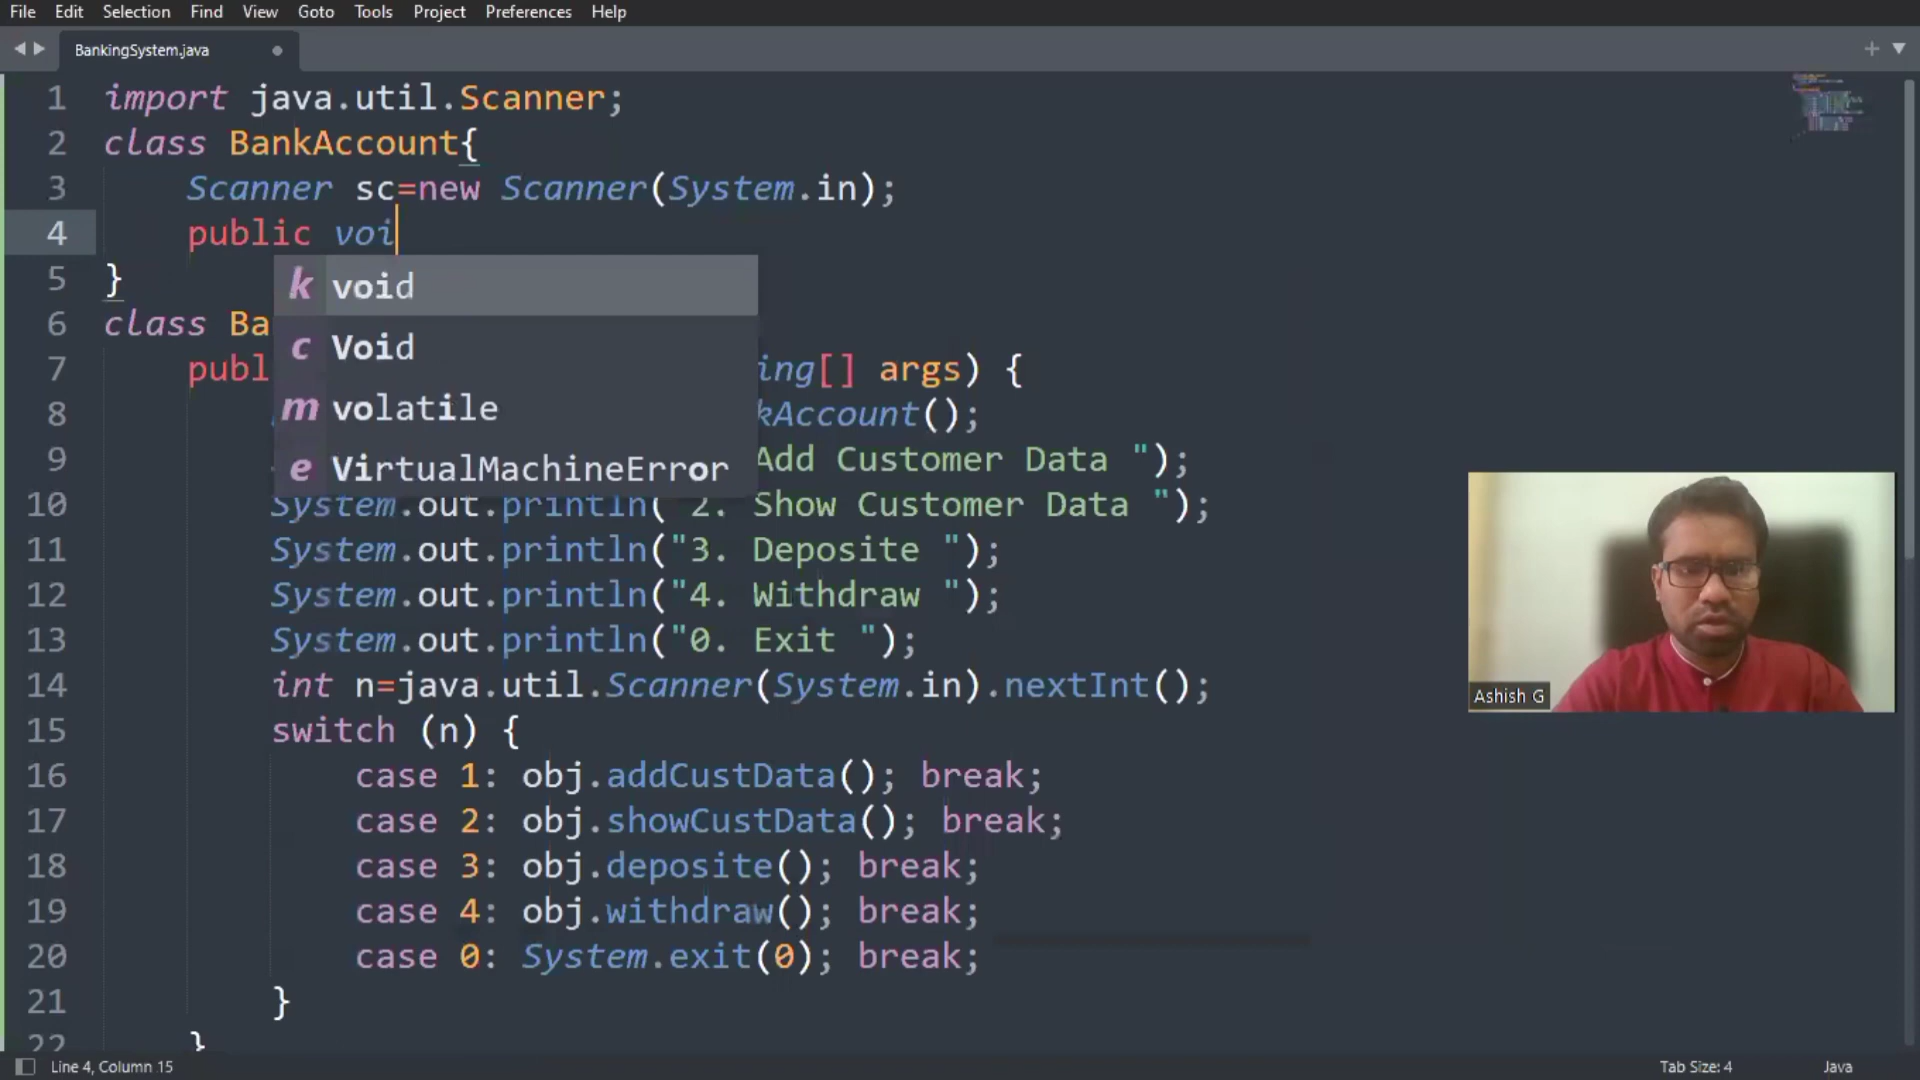 File Edit Selection Find View Goto Tools Project Preferences Help
BankingSystem.java
1 import java.util.Scanner;
2 class BankAccount{
3 Scanner sc=new Scanner(System.in);
4 public voi
k void
5 }
c Void
6 class Ba
7 publ ing[] args) {
m volatile
8 kAccount();
e VirtualMachineError
9 Add Customer Data ");
10 System.out.println("2. Show Customer Data ");
11 System.out.println("3. Deposite ");
12 System.out.println("4. Withdraw ");
13 System.out.println("0. Exit ");
14 int n=java.util.Scanner(System.in).nextInt();
15 switch (n) {
16 case 1: obj.addCustData(); break;
17 case 2: obj.showCustData(); break;
18 case 3: obj.deposite(); break;
19 case 4: obj.withdraw(); break;
20 case 0: System.exit(0); break;
21 }
22 }
Ashish G
Line 4, Column 15 Tab Size: 4 Java